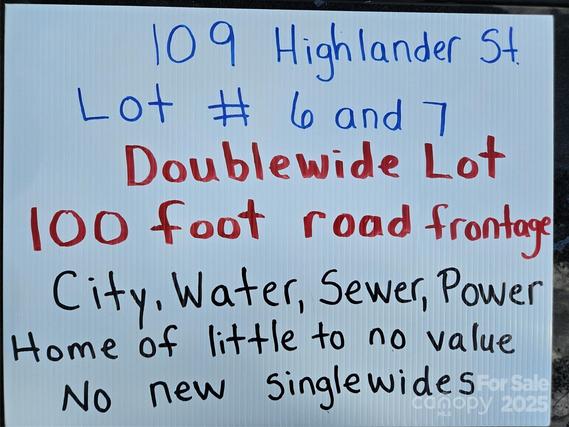 109 Highlander St.
Lot # 6 and 7
Doublewide Lot
100 foot road frontage
City, Water, Sewer, Power
Home of little to no value
No new singlewides
For Sale
canopy 2025
MLS